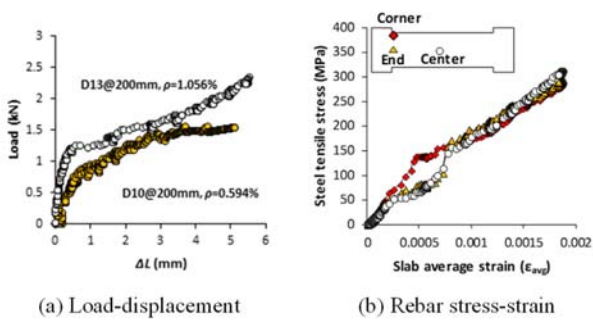 (a)
3
2.5
2
1.5
1
0.5
0
Load (kN)
D13@200mm, ρ=1.056%
D10@200mm, ρ=0.594%
0 1 2 3 4 5 6
ΔL (mm)
(a) Load-displacement
(b)
400
350
300
250
200
150
100
50
0
Steel tensile stress (MPa)
Corner
End Center
0 0.0005 0.001 0.0015 0.002
Slab average strain (εavg)
(b) Rebar stress-strain